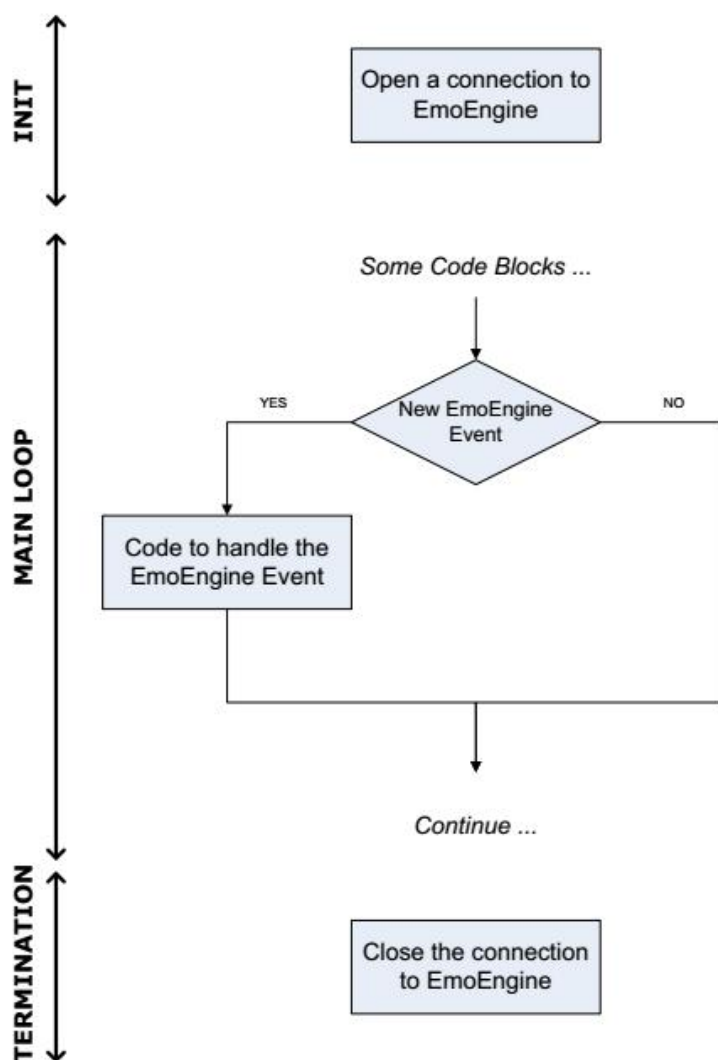 INIT
Open a connection to
EmoEngine
MAIN LOOP
Some Code Blocks ...
New EmoEngine
Event
YES
NO
Code to handle the
EmoEngine Event
Continue ...
TERMINATION
Close the connection
to EmoEngine